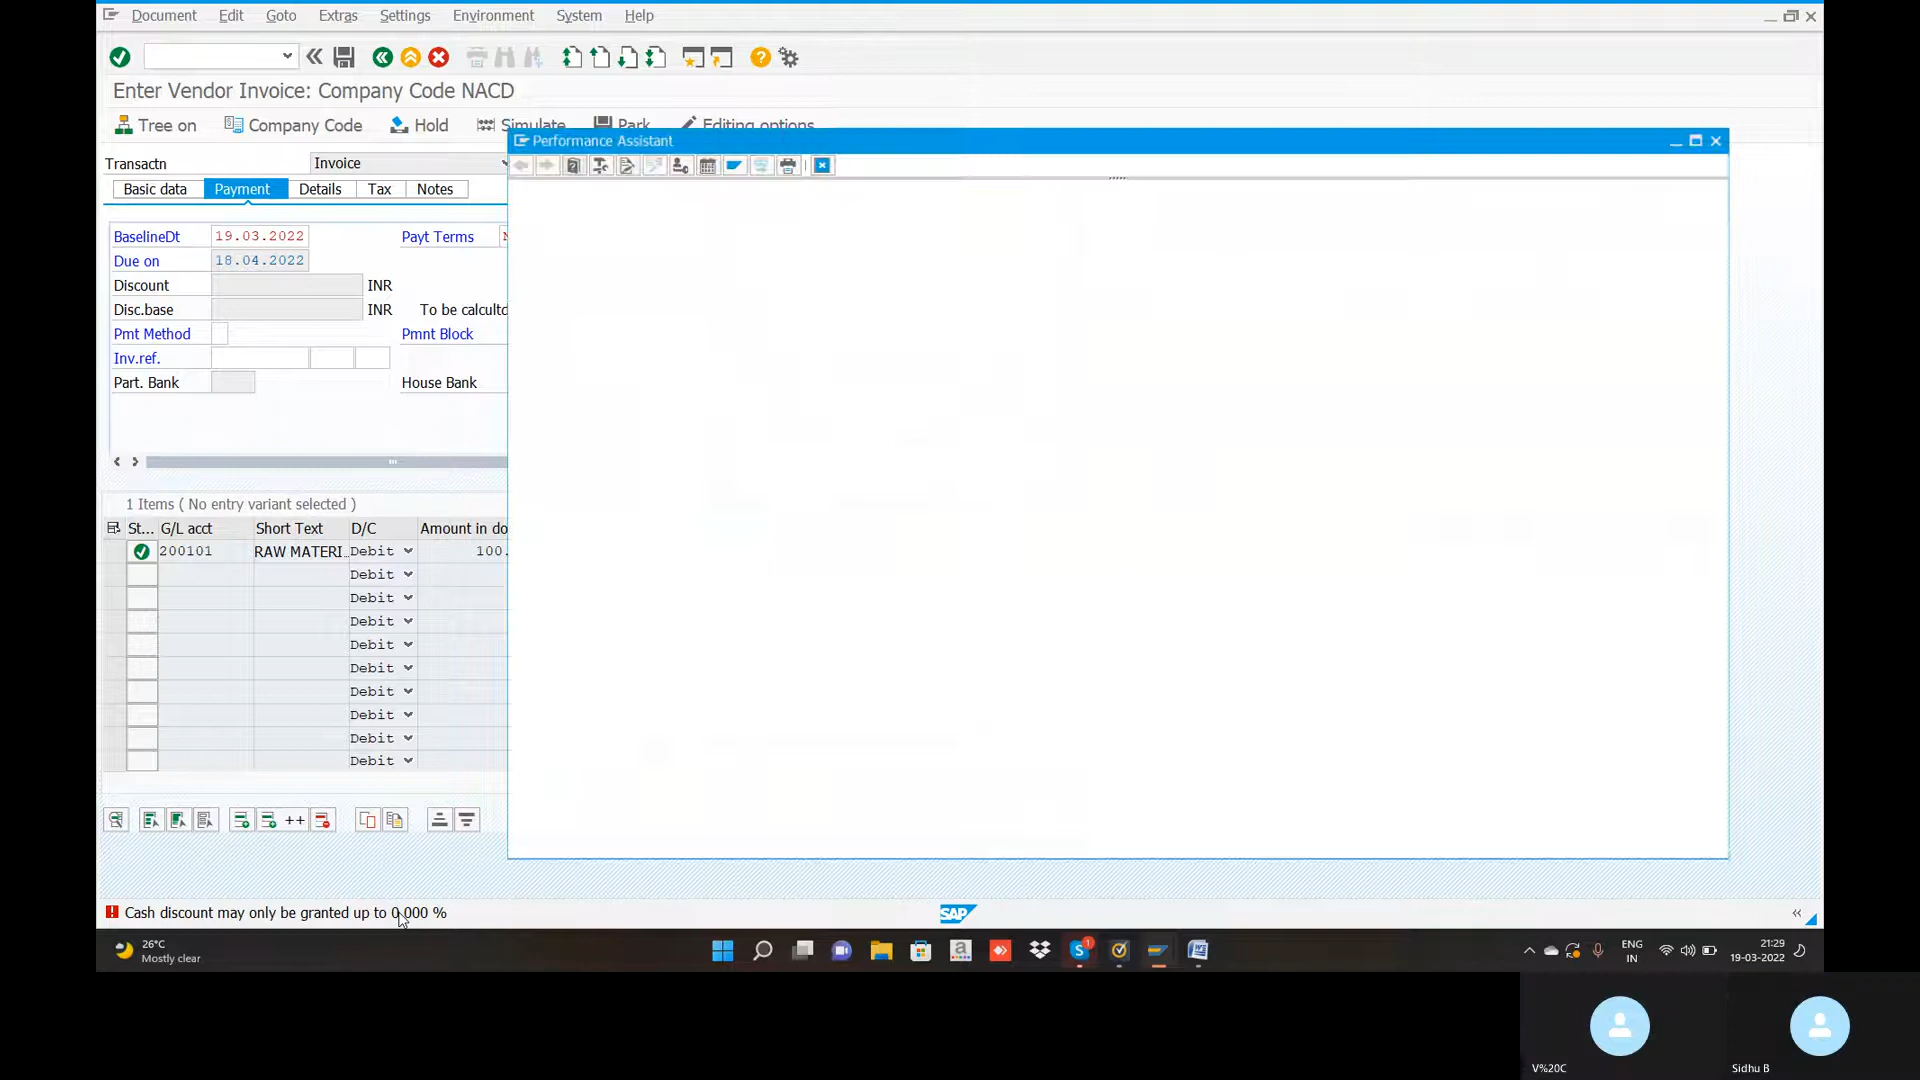 Document Edit Goto Extras Settings Environment System Help
Enter Vendor Invoice: Company Code NACD
Tree on Company Code Hold Simulate Park Editing options
Performance Assistant
Transactn Invoice
Basic data Payment Details Tax Notes
BaselineDt 19.03.2022 Payt Terms
Due on 18.04.2022
Discount INR
Disc.base INR To be calcultd
Pmt Method Pmnt Block
Inv.ref.
Part. Bank House Bank
1 Items ( No entry variant selected )
St... G/L acct Short Text D/C Amount in do
200101 RAW MATERI... Debit 100.
Debit
Debit
Debit
Debit
Debit
Debit
Debit
Debit
Debit
++
Cash discount may only be granted up to 0.000 %
SAP
26°C
Mostly clear
1
ENG
IN
21:29
19-03-2022
V%20C
Sidhu B